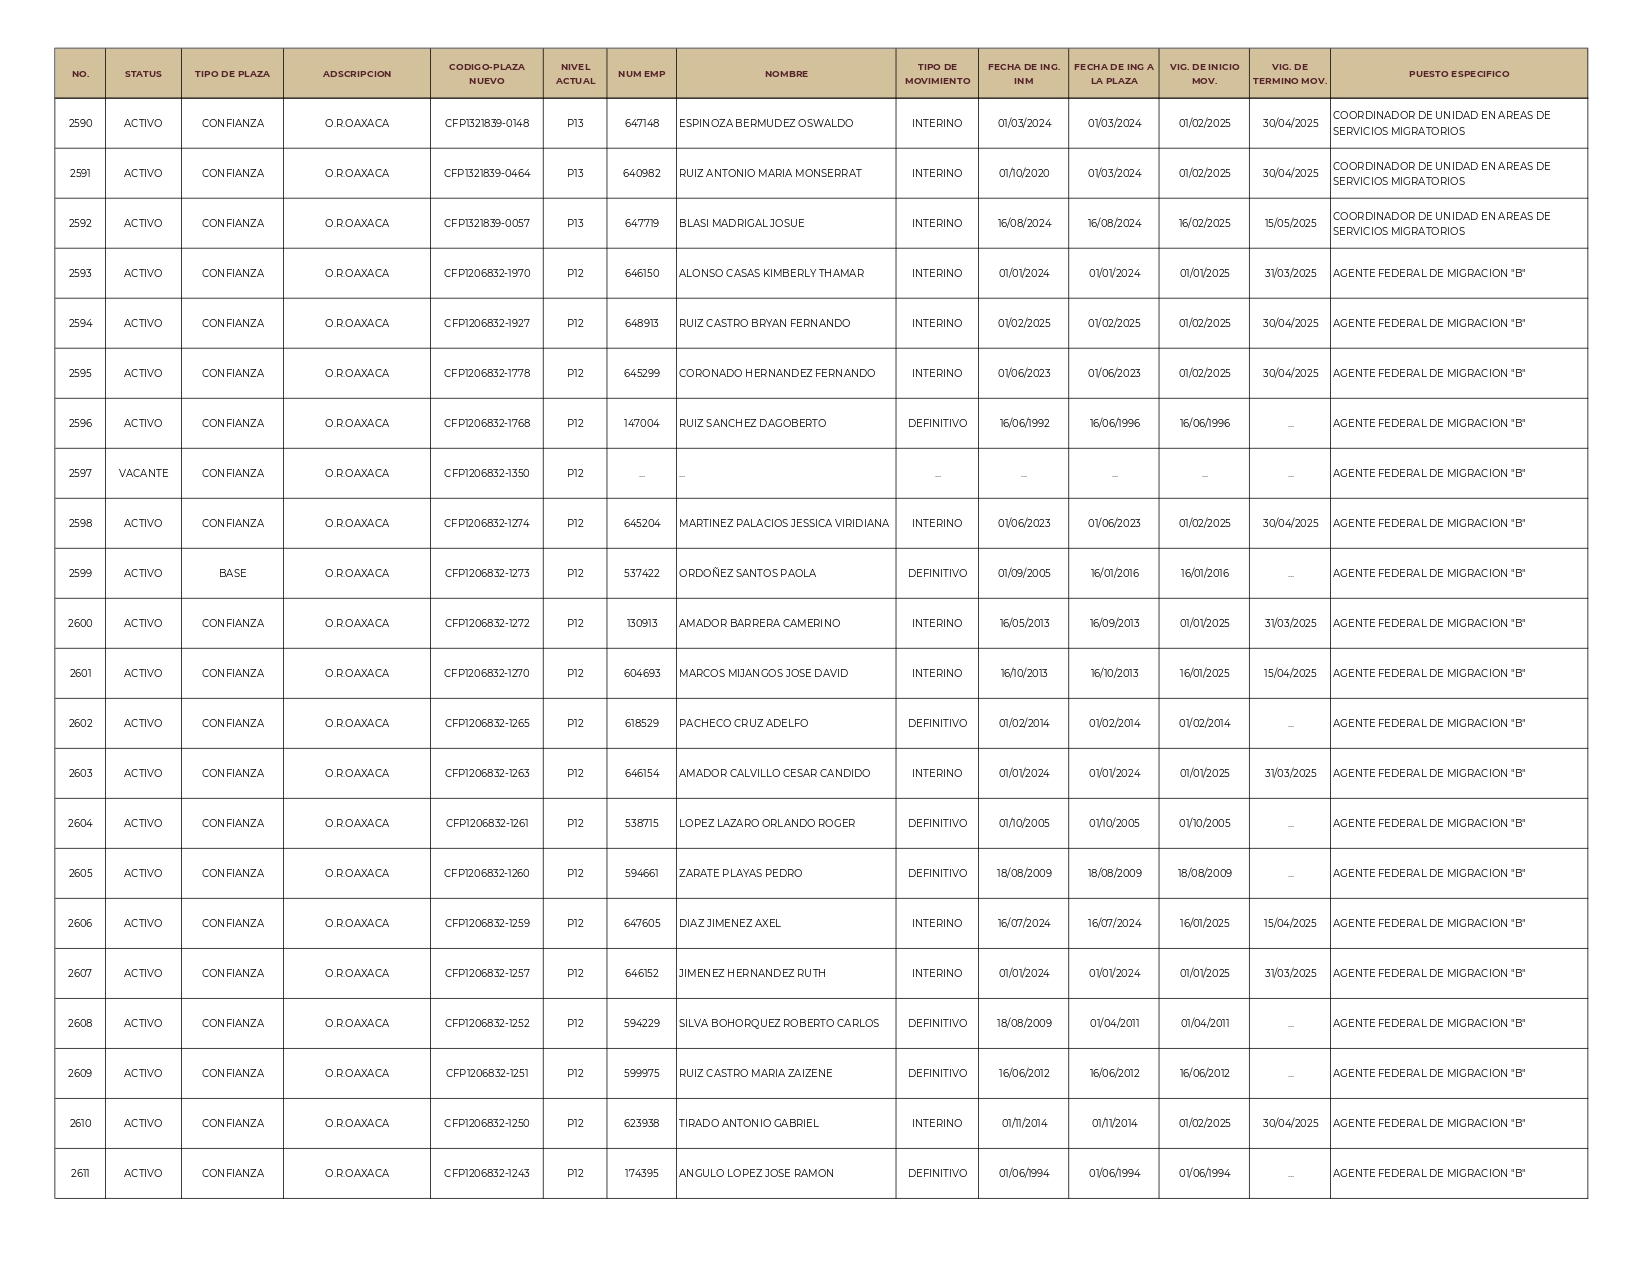 NO. STATUS TIPO DE PLAZA ADSCRIPCION CODIGO-PLAZA NUEVO NIVEL ACTUAL NUM EMP NOMBRE TIPO DE MOVIMIENTO FECHA DE ING. INM FECHA DE ING A LA PLAZA VIG. DE INICIO MOV. VIG. DE TERMINO MOV. PUESTO ESPECIFICO
2590 ACTIVO CONFIANZA O.R.OAXACA CFP1321839-0148 P13 647148 ESPINOZA BERMUDEZ OSWALDO INTERINO 01/03/2024 01/03/2024 01/02/2025 30/04/2025 COORDINADOR DE UNIDAD EN AREAS DE SERVICIOS MIGRATORIOS
2591 ACTIVO CONFIANZA O.R.OAXACA CFP1321839-0464 P13 640982 RUIZ ANTONIO MARIA MONSERRAT INTERINO 01/10/2020 01/03/2024 01/02/2025 30/04/2025 COORDINADOR DE UNIDAD EN AREAS DE SERVICIOS MIGRATORIOS
2592 ACTIVO CONFIANZA O.R.OAXACA CFP1321839-0057 P13 647719 BLASI MADRIGAL JOSUE INTERINO 16/08/2024 16/08/2024 16/02/2025 15/05/2025 COORDINADOR DE UNIDAD EN AREAS DE SERVICIOS MIGRATORIOS
2593 ACTIVO CONFIANZA O.R.OAXACA CFP1206832-1970 P12 646150 ALONSO CASAS KIMBERLY THAMAR INTERINO 01/01/2024 01/01/2024 01/01/2025 31/03/2025 AGENTE FEDERAL DE MIGRACION "B"
2594 ACTIVO CONFIANZA O.R.OAXACA CFP1206832-1927 P12 648913 RUIZ CASTRO BRYAN FERNANDO INTERINO 01/02/2025 01/02/2025 01/02/2025 30/04/2025 AGENTE FEDERAL DE MIGRACION "B"
2595 ACTIVO CONFIANZA O.R.OAXACA CFP1206832-1778 P12 645299 CORONADO HERNANDEZ FERNANDO INTERINO 01/06/2023 01/06/2023 01/02/2025 30/04/2025 AGENTE FEDERAL DE MIGRACION "B"
2596 ACTIVO CONFIANZA O.R.OAXACA CFP1206832-1768 P12 147004 RUIZ SANCHEZ DAGOBERTO DEFINITIVO 16/06/1992 16/06/1996 16/06/1996 ... AGENTE FEDERAL DE MIGRACION "B"
2597 VACANTE CONFIANZA O.R.OAXACA CFP1206832-1350 P12 ... ... ... ... ... ... ... AGENTE FEDERAL DE MIGRACION "B"
2598 ACTIVO CONFIANZA O.R.OAXACA CFP1206832-1274 P12 645204 MARTINEZ PALACIOS JESSICA VIRIDIANA INTERINO 01/06/2023 01/06/2023 01/02/2025 30/04/2025 AGENTE FEDERAL DE MIGRACION "B"
2599 ACTIVO BASE O.R.OAXACA CFP1206832-1273 P12 537422 ORDOÑEZ SANTOS PAOLA DEFINITIVO 01/09/2005 16/01/2016 16/01/2016 ... AGENTE FEDERAL DE MIGRACION "B"
2600 ACTIVO CONFIANZA O.R.OAXACA CFP1206832-1272 P12 130913 AMADOR BARRERA CAMERINO INTERINO 16/05/2013 16/09/2013 01/01/2025 31/03/2025 AGENTE FEDERAL DE MIGRACION "B"
2601 ACTIVO CONFIANZA O.R.OAXACA CFP1206832-1270 P12 604693 MARCOS MIJANGOS JOSE DAVID INTERINO 16/10/2013 16/10/2013 16/01/2025 15/04/2025 AGENTE FEDERAL DE MIGRACION "B"
2602 ACTIVO CONFIANZA O.R.OAXACA CFP1206832-1265 P12 618529 PACHECO CRUZ ADELFO DEFINITIVO 01/02/2014 01/02/2014 01/02/2014 ... AGENTE FEDERAL DE MIGRACION "B"
2603 ACTIVO CONFIANZA O.R.OAXACA CFP1206832-1263 P12 646154 AMADOR CALVILLO CESAR CANDIDO INTERINO 01/01/2024 01/01/2024 01/01/2025 31/03/2025 AGENTE FEDERAL DE MIGRACION "B"
2604 ACTIVO CONFIANZA O.R.OAXACA CFP1206832-1261 P12 538715 LOPEZ LAZARO ORLANDO ROGER DEFINITIVO 01/10/2005 01/10/2005 01/10/2005 ... AGENTE FEDERAL DE MIGRACION "B"
2605 ACTIVO CONFIANZA O.R.OAXACA CFP1206832-1260 P12 594661 ZARATE PLAYAS PEDRO DEFINITIVO 18/08/2009 18/08/2009 18/08/2009 ... AGENTE FEDERAL DE MIGRACION "B"
2606 ACTIVO CONFIANZA O.R.OAXACA CFP1206832-1259 P12 647605 DIAZ JIMENEZ AXEL INTERINO 16/07/2024 16/07/2024 16/01/2025 15/04/2025 AGENTE FEDERAL DE MIGRACION "B"
2607 ACTIVO CONFIANZA O.R.OAXACA CFP1206832-1257 P12 646152 JIMENEZ HERNANDEZ RUTH INTERINO 01/01/2024 01/01/2024 01/01/2025 31/03/2025 AGENTE FEDERAL DE MIGRACION "B"
2608 ACTIVO CONFIANZA O.R.OAXACA CFP1206832-1252 P12 594229 SILVA BOHORQUEZ ROBERTO CARLOS DEFINITIVO 18/08/2009 01/04/2011 01/04/2011 ... AGENTE FEDERAL DE MIGRACION "B"
2609 ACTIVO CONFIANZA O.R.OAXACA CFP1206832-1251 P12 599975 RUIZ CASTRO MARIA ZAIZENE DEFINITIVO 16/06/2012 16/06/2012 16/06/2012 ... AGENTE FEDERAL DE MIGRACION "B"
2610 ACTIVO CONFIANZA O.R.OAXACA CFP1206832-1250 P12 623938 TIRADO ANTONIO GABRIEL INTERINO 01/11/2014 01/11/2014 01/02/2025 30/04/2025 AGENTE FEDERAL DE MIGRACION "B"
2611 ACTIVO CONFIANZA O.R.OAXACA CFP1206832-1243 P12 174395 ANGULO LOPEZ JOSE RAMON DEFINITIVO 01/06/1994 01/06/1994 01/06/1994 ... AGENTE FEDERAL DE MIGRACION "B"